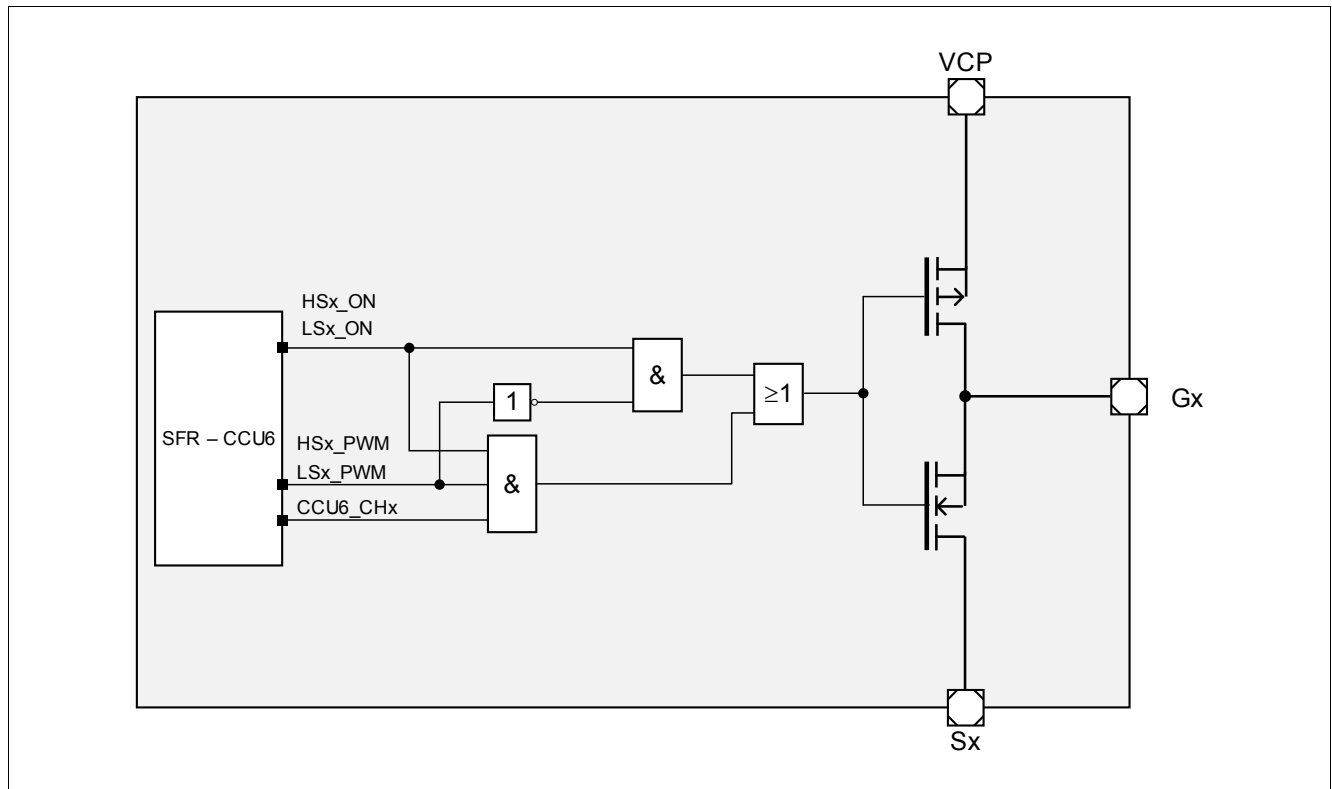 VCP
HSx_ON
LSx_ON
&
1
≥1
SFR – CCU6
HSx_PWM
LSx_PWM
&
CCU6_CHx
Gx
Sx